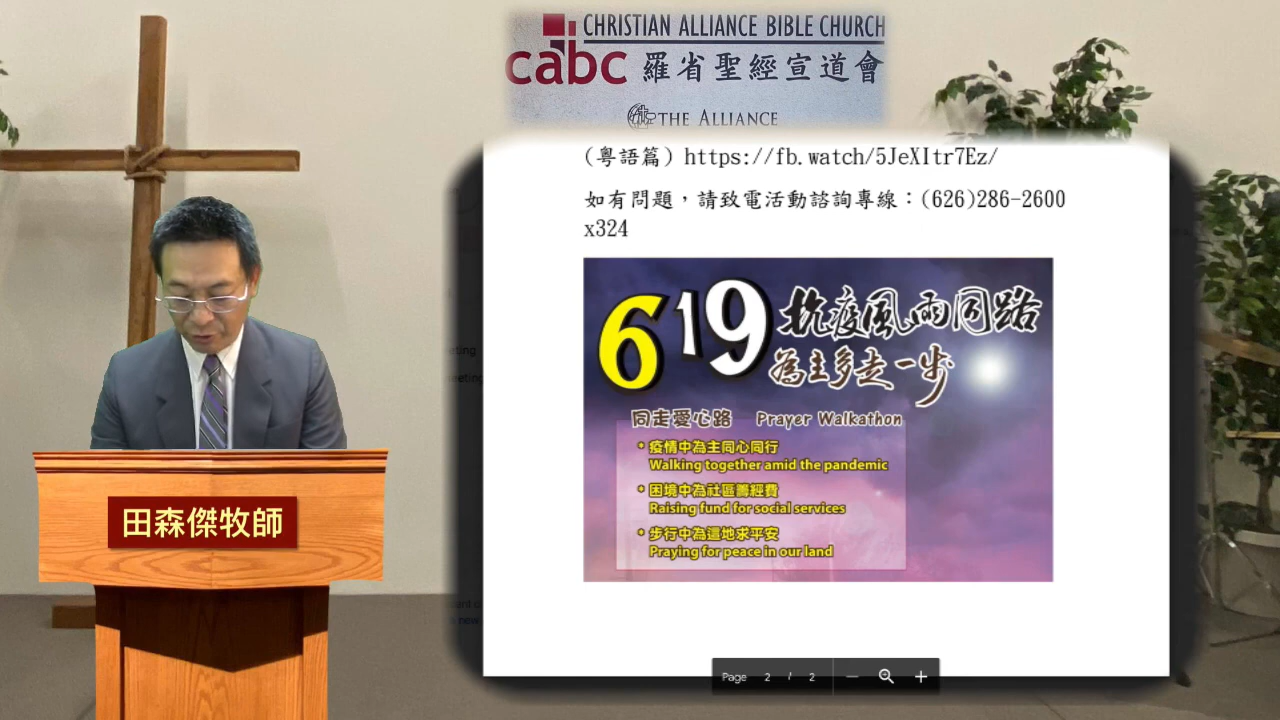 CHRISTIAN ALLIANCE BIBLE CHURCH
cabc 羅省聖經宣道會
THE ALLIANCE
(粵語篇) https://fb.watch/5JeXItr7Ez/
如有問題，請致電活動諮詢專線：(626)286-2600
x324
619 抗疫風雨同路
為主多走一步
同走愛心路 Prayer Walkathon
* 疫情中為主同心同行
Walking together amid the pandemic
* 困境中為社區籌經費
Raising fund for social services
* 步行中為這地求平安
Praying for peace in our land
田森傑牧師
Page 2 / 2